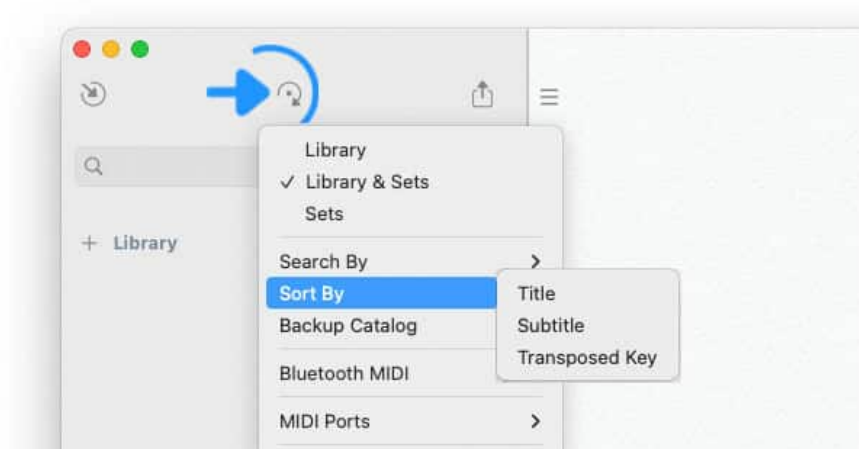 Library
✓ Library & Sets
Sets
+ Library
Search By >
Sort By
Title
Backup Catalog
Subtitle
Transposed Key
Bluetooth MIDI
MIDI Ports >